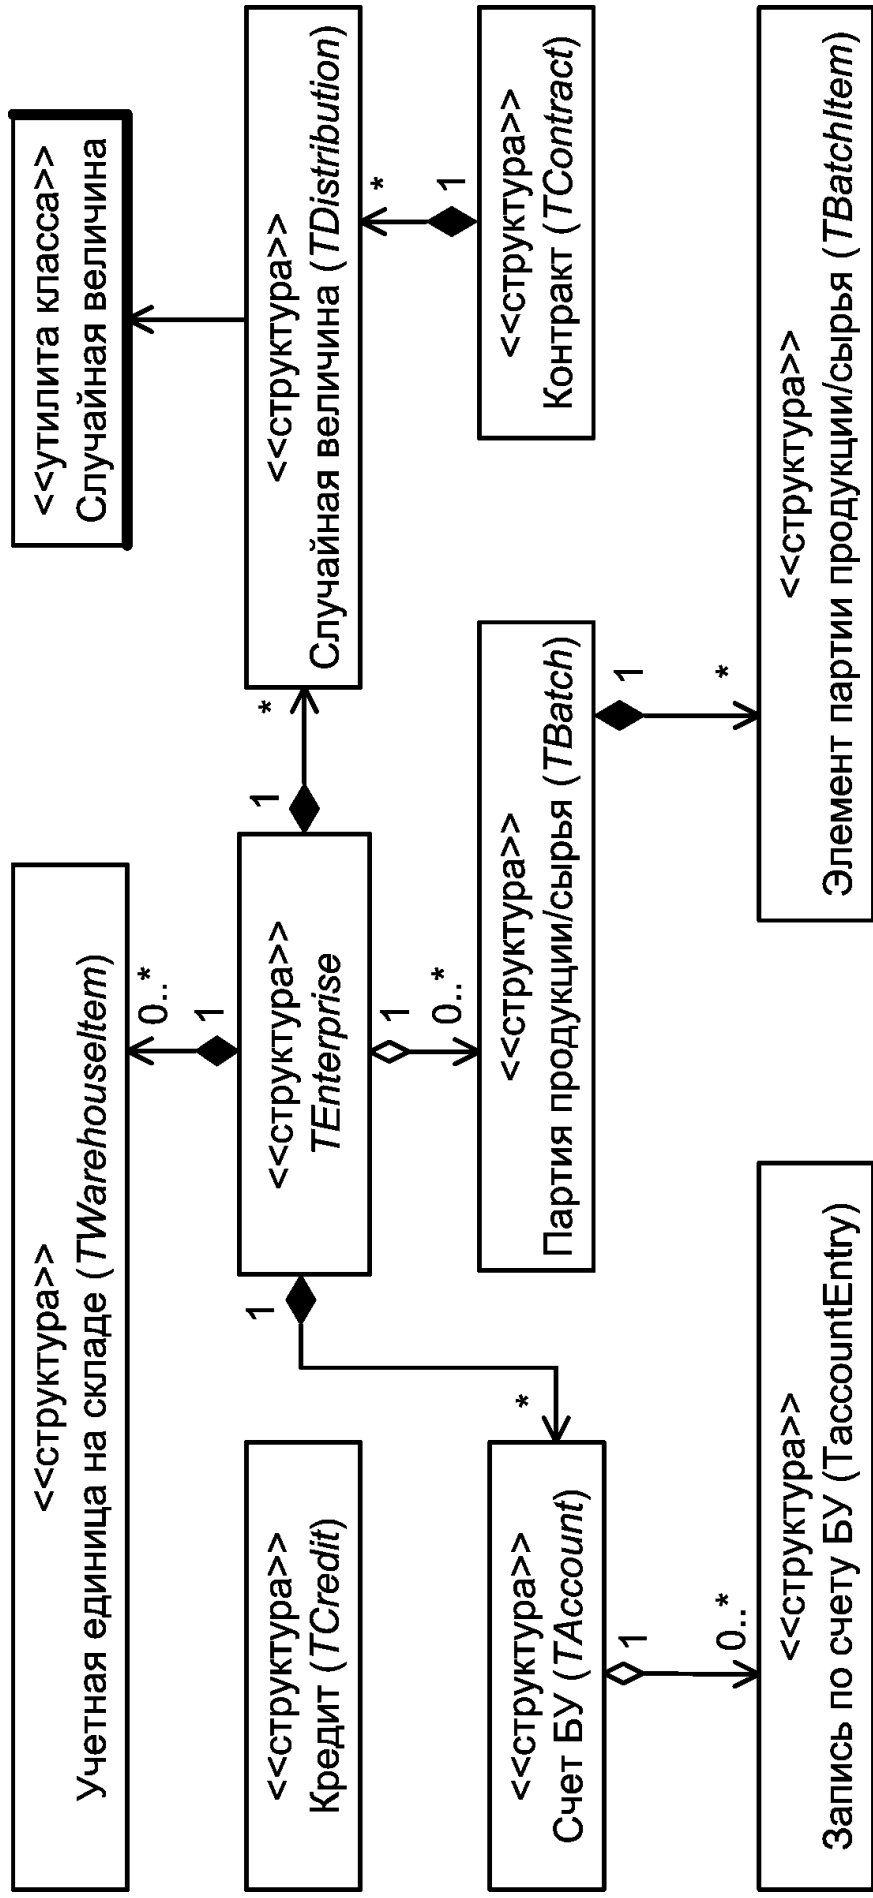 <<структура>>
Учетная единица на складе (TWarehouseItem)
<<утилита класса>>
Случайная величина
0..*
1
<<структура>>
Кредит (TCredit)
1
<<структура>>
TEnterprise
1
*
<<структура>>
Случайная величина (TDistribution)
*
1
0..*
*
1
<<структура>>
Счет БУ (TAccount)
<<структура>>
Партия продукции/сырья (TBatch)
<<структура>>
Контракт (TContract)
1
0..*
1
*
<<структура>>
Запись по счету БУ (TaccountEntry)
<<структура>>
Элемент партии продукции/сырья (TBatchItem)